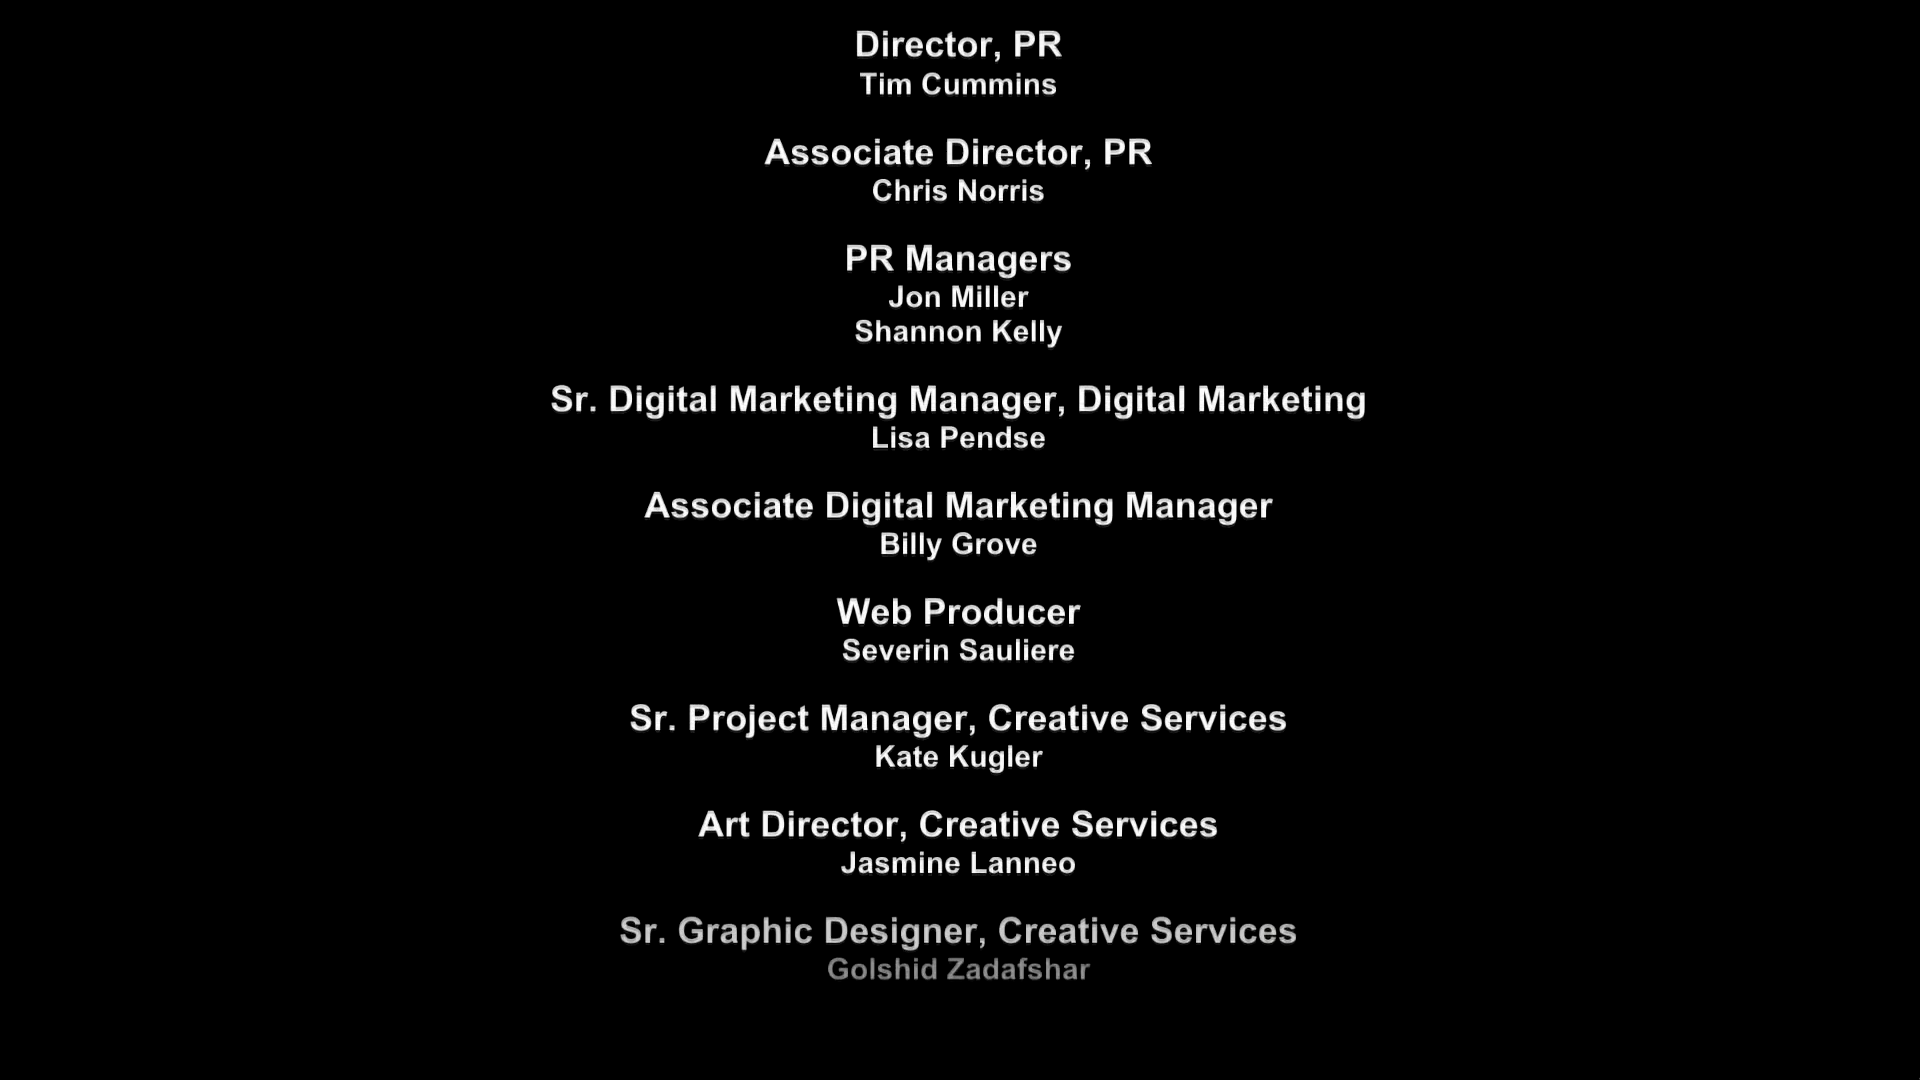 Director, PR
Tim Cummins
Associate Director, PR
Chris Norris
PR Managers
Jon Miller
Shannon Kelly
Sr. Digital Marketing Manager, Digital Marketing
Lisa Pendse
Associate Digital Marketing Manager
Billy Grove
Web Producer
Severin Sauliere
Sr. Project Manager, Creative Services
Kate Kugler
Art Director, Creative Services
Jasmine Lanneo
Sr. Graphic Designer, Creative Services
Golshid Zadafshar